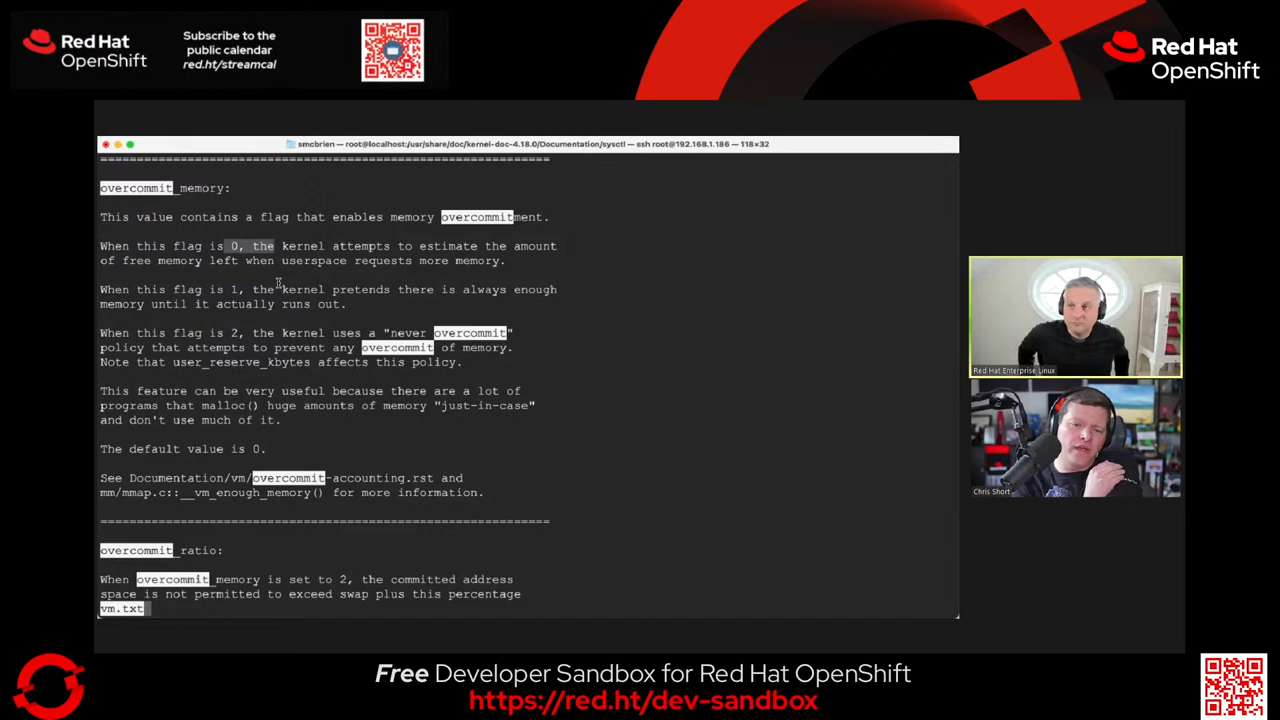 Red Hat
OpenShift
Subscribe to the
public calendar
red.ht/streamcal
Red Hat
OpenShift
smcbrien — root@localhost:/usr/share/doc/kernel-doc-4.18.0/Documentation/sysctl — ssh root@192.168.1.186 — 118×32
==============================================================
overcommit_memory:
This value contains a flag that enables memory overcommitment.
When this flag is 0, the kernel attempts to estimate the amount
of free memory left when userspace requests more memory.
When this flag is 1, the kernel pretends there is always enough
memory until it actually runs out.
When this flag is 2, the kernel uses a "never overcommit"
policy that attempts to prevent any overcommit of memory.
Note that user_reserve_kbytes affects this policy.
This feature can be very useful because there are a lot of
programs that malloc() huge amounts of memory "just-in-case"
and don't use much of it.
The default value is 0.
See Documentation/vm/overcommit-accounting.rst and
mm/mmap.c::__vm_enough_memory() for more information.
==============================================================
overcommit_ratio:
When overcommit_memory is set to 2, the committed address
space is not permitted to exceed swap plus this percentage
vm.txt
Red Hat Enterprise Linux
Chris Short
Free Developer Sandbox for Red Hat OpenShift
https://red.ht/dev-sandbox